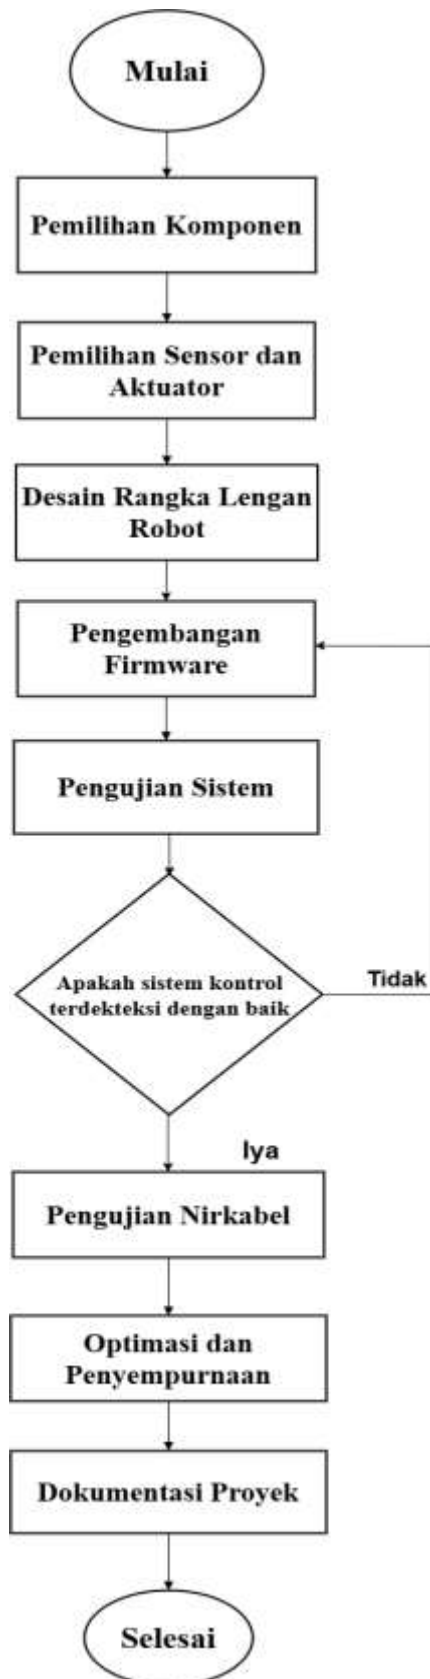 Mulai
Pemilihan Komponen
Pemilihan Sensor dan
Aktuator
Desain Rangka Lengan
Robot
Pengembangan
Firmware
Pengujian Sistem
Apakah sistem kontrol
terdekteksi dengan baik
Tidak
Iya
Pengujian Nirkabel
Optimasi dan
Penyempurnaan
Dokumentasi Proyek
Selesai